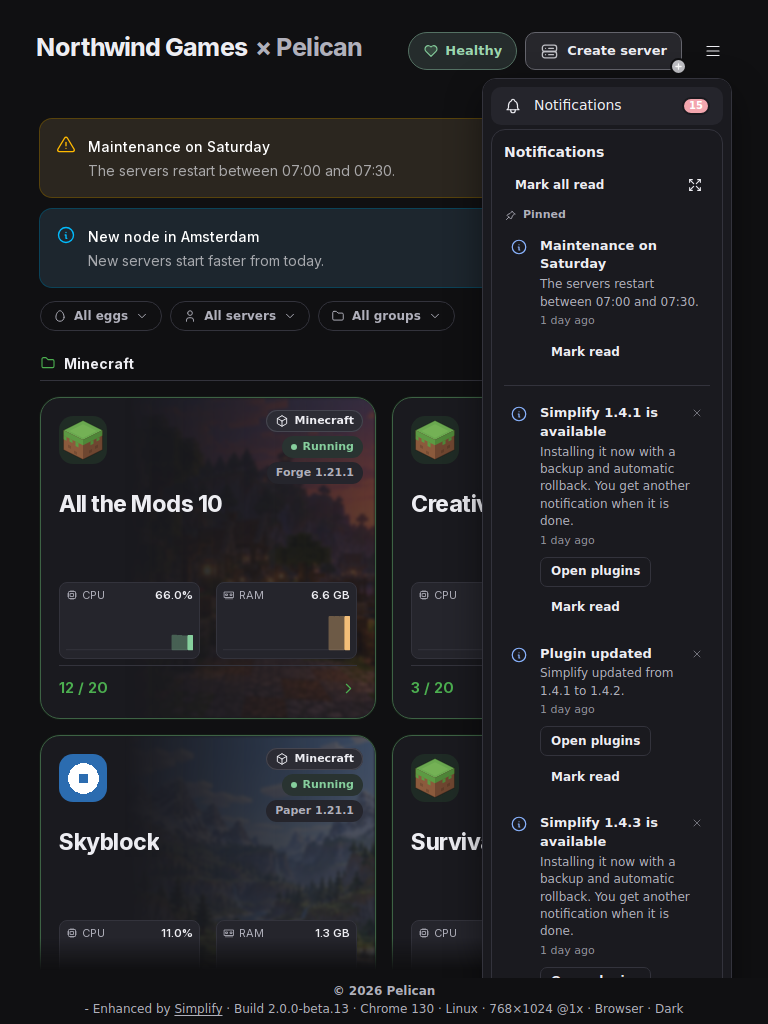 Northwind Games × Pelican
Healthy
Create server
Notifications
15
Notifications
Mark all read
Pinned
Maintenance on
Saturday
The servers restart
between 07:00 and 07:30.
1 day ago
Mark read
Simplify 1.4.1 is
available
Installing it now with a
backup and automatic
rollback. You get another
notification when it is
done.
1 day ago
Open plugins
Mark read
Plugin updated
Simplify updated from
1.4.1 to 1.4.2.
1 day ago
Open plugins
Mark read
Simplify 1.4.3 is
available
Installing it now with a
backup and automatic
rollback. You get another
notification when it is
done.
1 day ago
Maintenance on Saturday
The servers restart between 07:00 and 07:30.
New node in Amsterdam
New servers start faster from today.
All eggs
All servers
All groups
Minecraft
Minecraft
Running
Forge 1.21.1
All the Mods 10
CPU 66.0%
RAM 6.6 GB
12 / 20
Creativ
CPU
3 / 20
Minecraft
Running
Paper 1.21.1
Skyblock
CPU 11.0%
RAM 1.3 GB
Surviv
CPU
© 2026 Pelican
- Enhanced by Simplify · Build 2.0.0-beta.13 · Chrome 130 · Linux · 768×1024 @1x · Browser · Dark